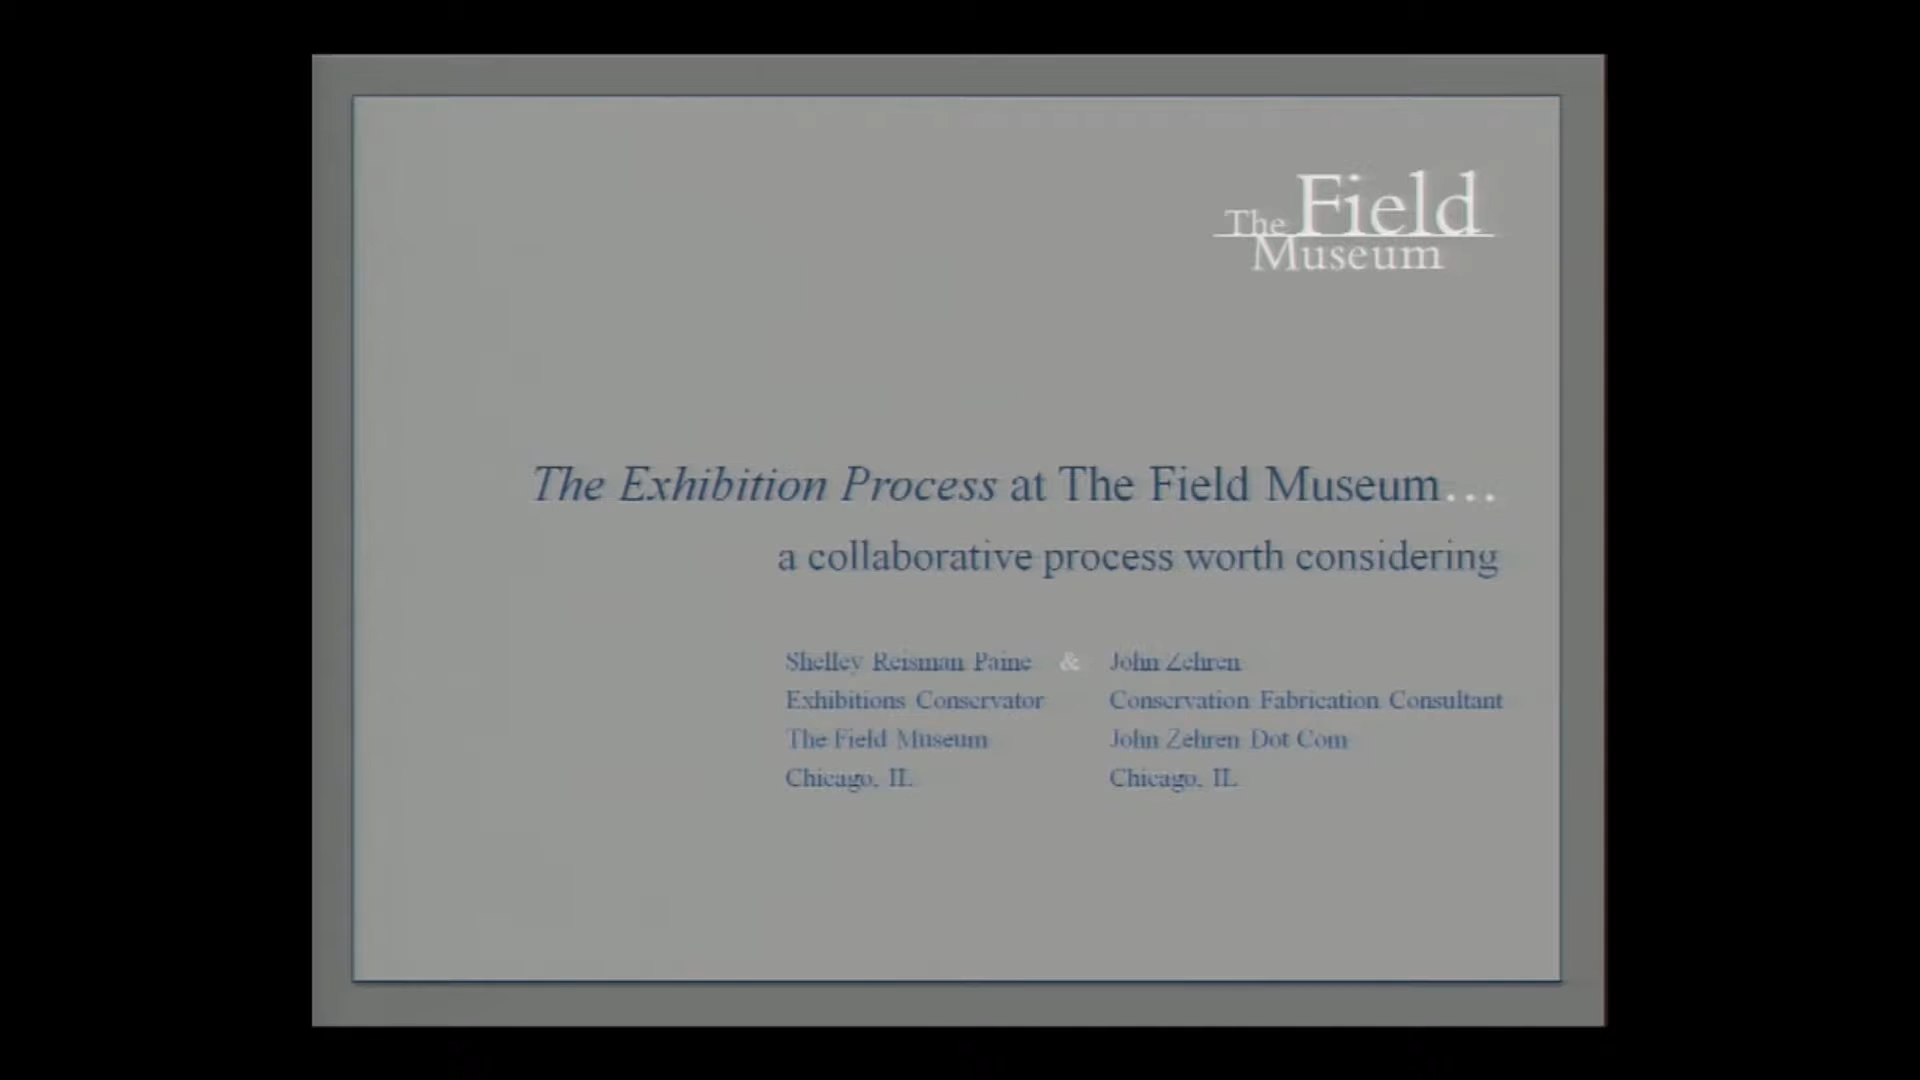 The Field
Museum
The Exhibition Process at The Field Museum…
a collaborative process worth considering
Shelley Reisman Paine & John Zehren
Exhibitions Conservator Conservation Fabrication Consultant
The Field Museum John Zehren Dot Com
Chicago, IL Chicago, IL